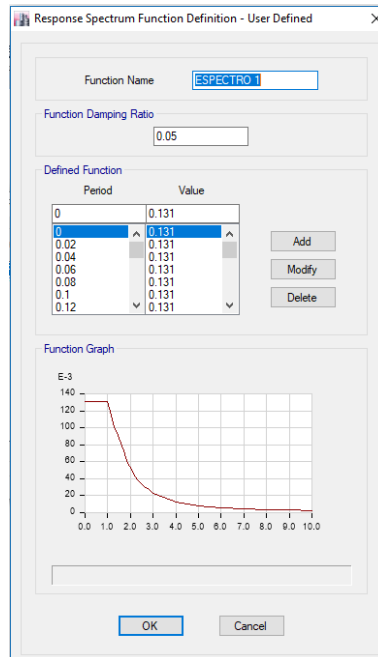 Response Spectrum Function Definition - User Defined
Function Name
ESPECTRO 1
Function Damping Ratio
0.05
Defined Function
Period Value
0 0.131
0 0.131
0.02 0.131
0.04 0.131
0.06 0.131
0.08 0.131
0.1 0.131
0.12 0.131
Add
Modify
Delete
Function Graph
E-3
140
120
100
80
60
40
20
0
0.0 1.0 2.0 3.0 4.0 5.0 6.0 7.0 8.0 9.0 10.0
OK Cancel